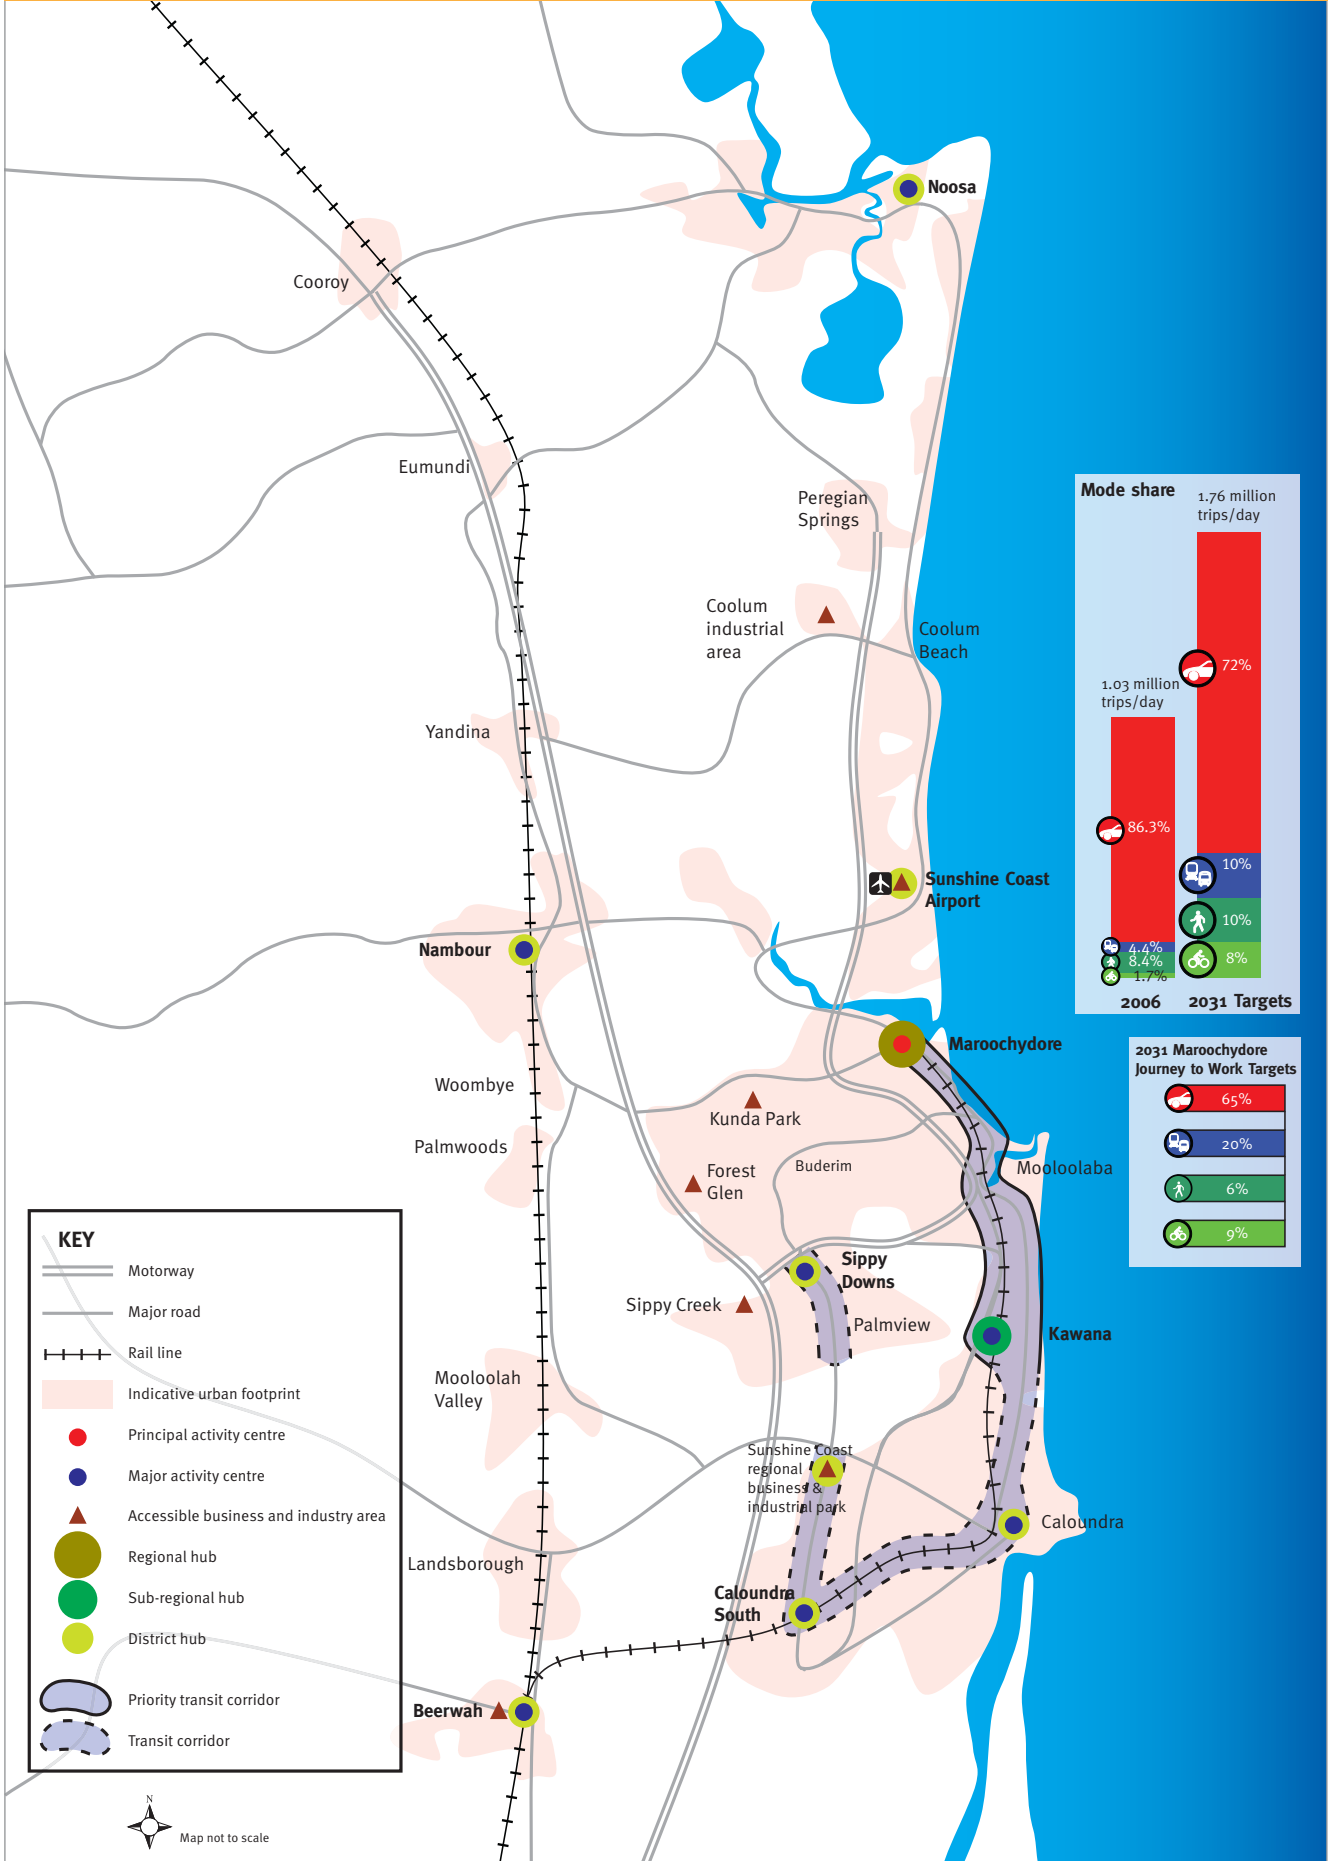 Noosa
Cooroy
Eumundi
Peregian
Springs
Coolum
industrial
area
Coolum
Beach
Yandina
Sunshine Coast
Airport
Nambour
Maroochydore
Woombye
Kunda Park
Palmwoods
Buderim
Mooloolaba
Forest
Glen
Sippy
Downs
Sippy Creek
Palmview
Kawana
Mooloolah
Valley
Sunshine Coast
regional
business &
industrial park
Caloundra
Landsborough
Caloundra
South
Beerwah
Mode share
1.76 million
trips/day
72%
1.03 million
trips/day
86.3%
10%
10%
8%
4.4%
8.4%
1.7%
2006
2031 Targets
2031 Maroochydore
Journey to Work Targets
65%
20%
6%
9%
KEY
Motorway
Major road
Rail line
Indicative urban footprint
Principal activity centre
Major activity centre
Accessible business and industry area
Regional hub
Sub-regional hub
District hub
Priority transit corridor
Transit corridor
N
Map not to scale